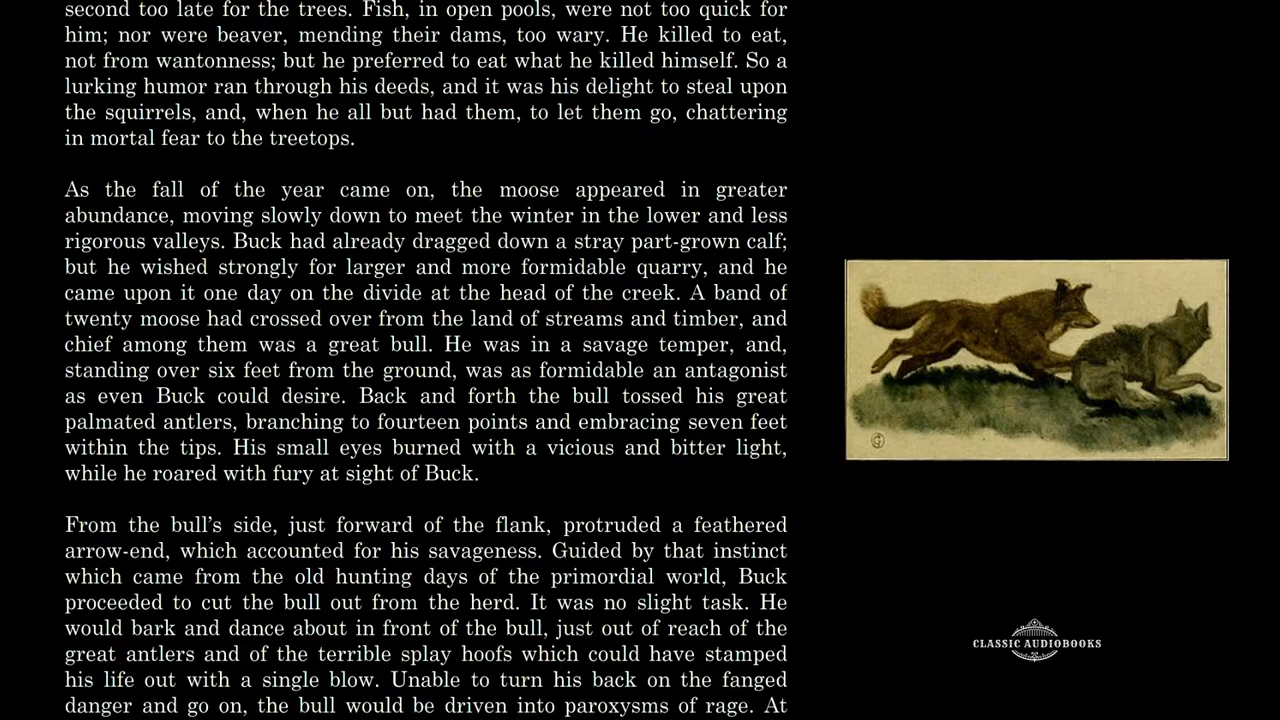 second too late for the trees. Fish, in open pools, were not too quick for
him; nor were beaver, mending their dams, too wary. He killed to eat,
not from wantonness; but he preferred to eat what he killed himself. So a
lurking humor ran through his deeds, and it was his delight to steal upon
the squirrels, and, when he all but had them, to let them go, chattering
in mortal fear to the treetops.
As the fall of the year came on, the moose appeared in greater
abundance, moving slowly down to meet the winter in the lower and less
rigorous valleys. Buck had already dragged down a stray part-grown calf;
but he wished strongly for larger and more formidable quarry, and he
came upon it one day on the divide at the head of the creek. A band of
twenty moose had crossed over from the land of streams and timber, and
chief among them was a great bull. He was in a savage temper, and,
standing over six feet from the ground, was as formidable an antagonist
as even Buck could desire. Back and forth the bull tossed his great
palmated antlers, branching to fourteen points and embracing seven feet
within the tips. His small eyes burned with a vicious and bitter light,
while he roared with fury at sight of Buck.
From the bull’s side, just forward of the flank, protruded a feathered
arrow-end, which accounted for his savageness. Guided by that instinct
which came from the old hunting days of the primordial world, Buck
proceeded to cut the bull out from the herd. It was no slight task. He
would bark and dance about in front of the bull, just out of reach of the
great antlers and of the terrible splay hoofs which could have stamped
his life out with a single blow. Unable to turn his back on the fanged
danger and go on, the bull would be driven into paroxysms of rage. At
CLASSIC AUDIOBOOKS